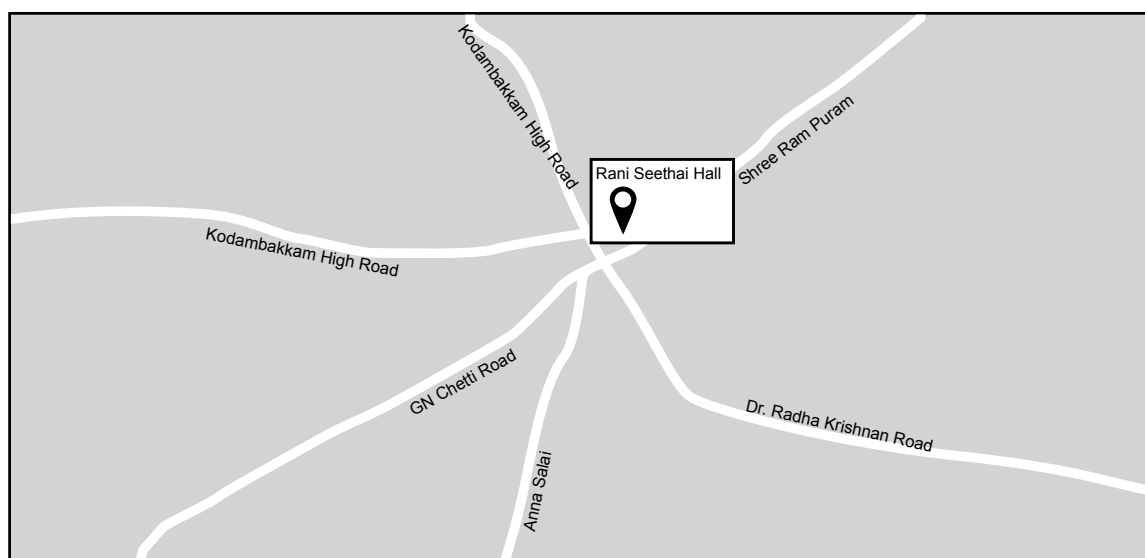 Kodambakkam High Road
Shree Ram Puram
Rani Seethai Hall
Kodambakkam High Road
GN Chetti Road
Dr. Radha Krishnan Road
Anna Salai